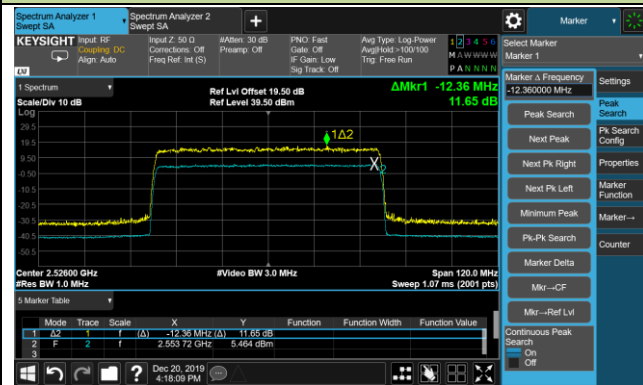 Spectrum Analyzer 1
Swept SA
Spectrum Analyzer 2
Swept SA
+
Marker
KEYSIGHT
Input: RF
Coupling: DC
Align: Auto
Input Z: 50 Ω
Corrections: Off
Freq Ref: Int (S)
#Atten: 30 dB
Preamp: Off
PNO: Fast
Gate: Off
IF Gain: Low
Sig Track: Off
Avg Type: Log-Power
Avg|Hold:>100/100
Trig: Free Run
1 2 3 4 5 6
M A W W W W
P A N N N N
LXI
Select Marker
Marker 1
Marker Δ Frequency
-12.360000 MHz
Settings
Peak Search
Next Peak
Next Pk Right
Next Pk Left
Minimum Peak
Pk-Pk Search
Marker Delta
Mkr→CF
Mkr→Ref Lvl
Continuous Peak
Search
On
Off
Peak
Search
Pk Search
Config
Properties
Marker
Function
Marker→
Counter
1 Spectrum
Scale/Div 10 dB
Log
Ref Lvl Offset 19.50 dB
Ref Level 39.50 dBm
ΔMkr1 -12.36 MHz
11.65 dB
29.5
19.5
9.50
-0.50
-10.5
-20.5
-30.5
-40.5
-50.5
1Δ2
X2
Center 2.52600 GHz
#Res BW 1.0 MHz
#Video BW 3.0 MHz
Span 120.0 MHz
Sweep 1.07 ms (2001 pts)
5 Marker Table
Mode Trace Scale X Y Function Function Width Function Value
1 Δ2 1 f (Δ) -12.36 MHz (Δ) 11.65 dB
2 F 2 f 2.553 72 GHz 5.464 dBm
3
?
Dec 20, 2019
4:18:09 PM